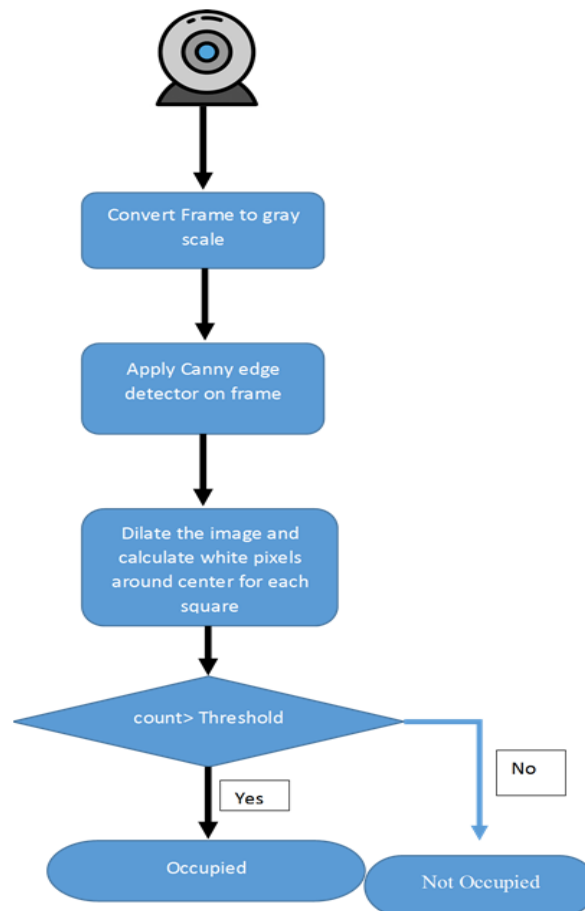 Convert Frame to gray
scale
Apply Canny edge
detector on frame
Dilate the image and
calculate white pixels
around center for each
square
count> Threshold
No
Yes
Occupied
Not Occupied